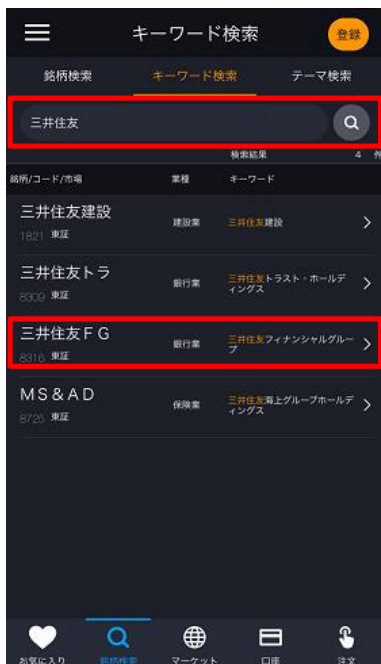 キーワード検索
登録
銘柄検索 キーワード検索 テーマ検索
三井住友
検索結果 4 件
銘柄/コード/市場 業種 キーワード
三井住友建設
1821 東証
建設業
三井住友建設
三井住友トラ
8309 東証
銀行業
三井住友トラスト・ホールデ
ィングス
三井住友FG
8316 東証
銀行業
三井住友フィナンシャルグルー
プ
MS&AD
8725 東証
保険業
三井住友海上グループホールデ
ィングス
お気に入り 銘柄検索 マーケット 口座 注文